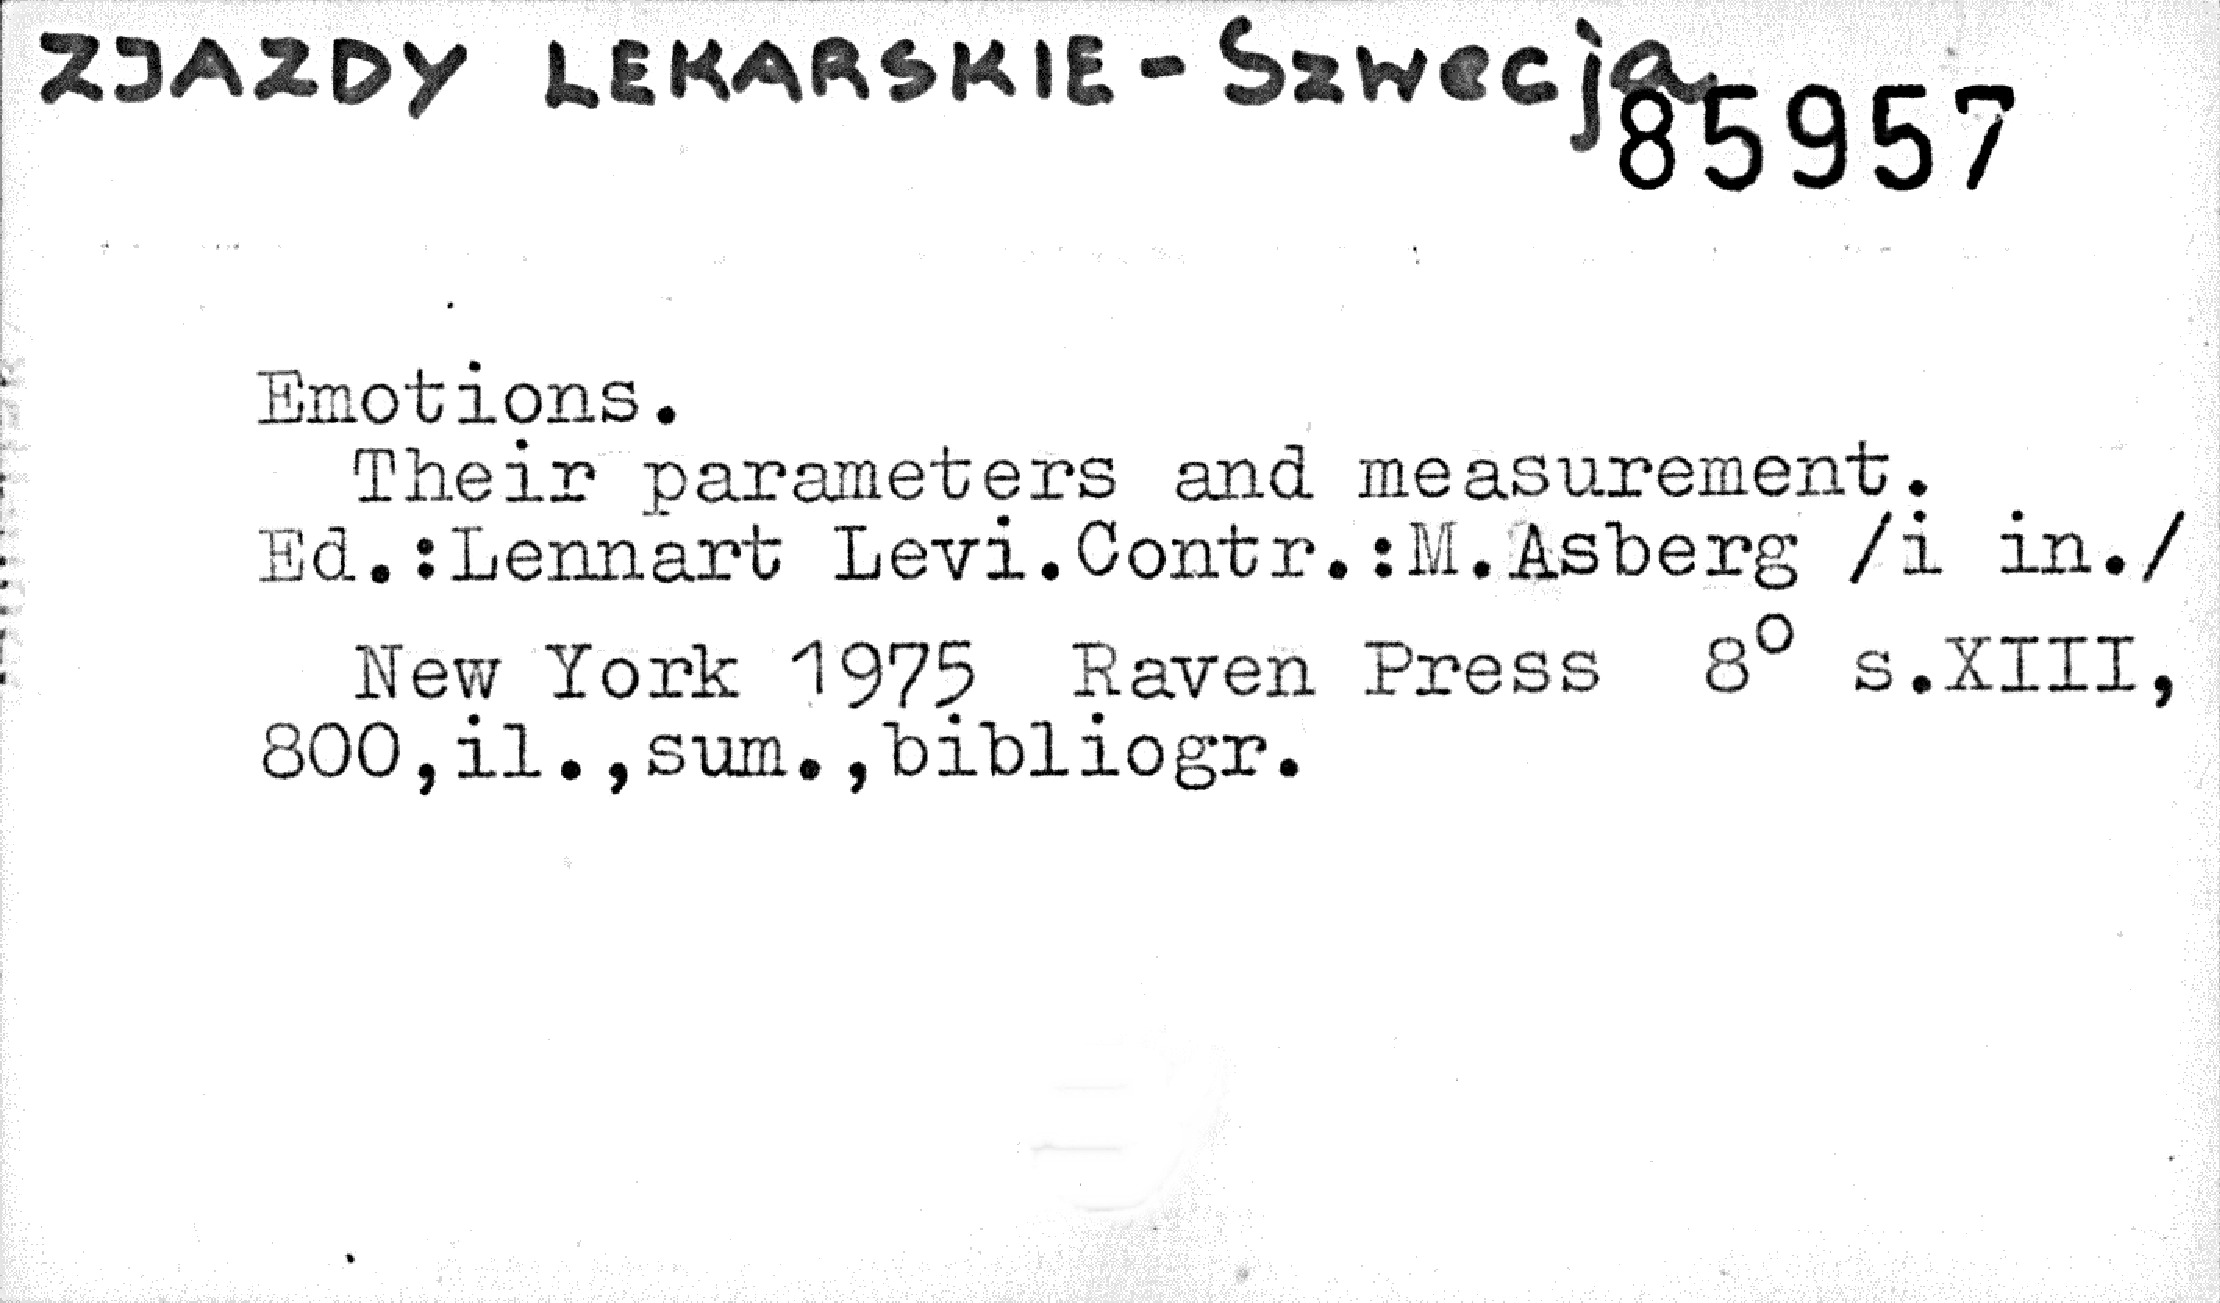 ZJAZDY LEKARSKIE - Szwecja
85957
Emotions.
Their parameters and measurement.
Ed.:Lennart Levi.Contr.:M.Asberg /i in./
New York 1975 Raven Press 8° s.XIII,
800,il.,sum.,bibliogr.